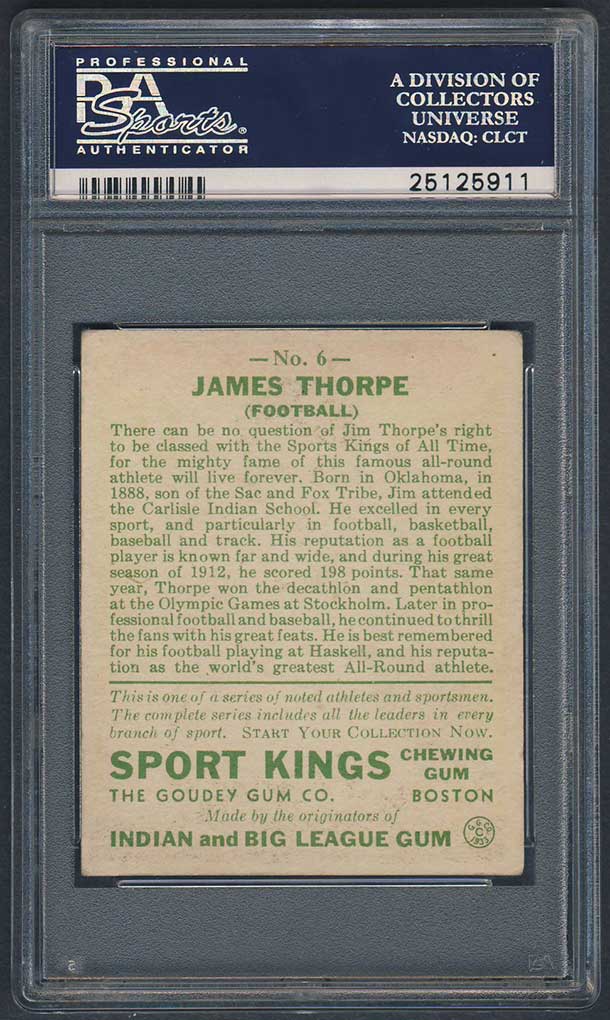 PROFESSIONAL
PSA
Sports
AUTHENTICATOR
A DIVISION OF
COLLECTORS
UNIVERSE
NASDAQ: CLCT
25125911
— No. 6 —
JAMES THORPE
(FOOTBALL)
There can be no question of Jim Thorpe's right
to be classed with the Sports Kings of All Time,
for the mighty fame of this famous all-round
athlete will live forever. Born in Oklahoma, in
1888, son of the Sac and Fox Tribe, Jim attended
the Carlisle Indian School. He excelled in every
sport, and particularly in football, basketball,
baseball and track. His reputation as a football
player is known far and wide, and during his great
season of 1912, he scored 198 points. That same
year, Thorpe won the decathlon and pentathlon
at the Olympic Games at Stockholm. Later in pro-
fessional football and baseball, he continued to thrill
the fans with his great feats. He is best remembered
for his football playing at Haskell, and his reputa-
tion as the world's greatest All-Round athlete.
This is one of a series of noted athletes and sportsmen.
The complete series includes all the leaders in every
branch of sport. START YOUR COLLECTION NOW.
SPORT KINGS CHEWING GUM
THE GOUDEY GUM CO. BOSTON
Made by the originators of
INDIAN and BIG LEAGUE GUM
G.G.CO.
C
1933